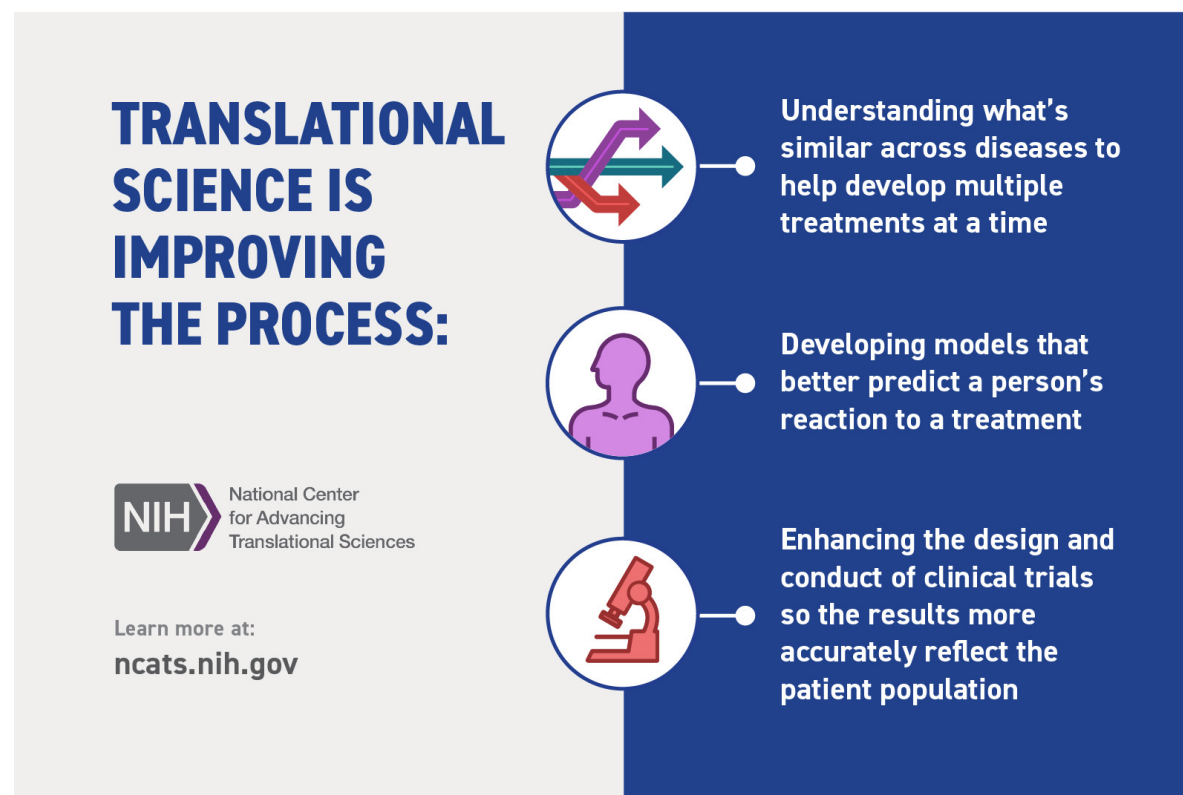 TRANSLATIONAL
SCIENCE IS
IMPROVING
THE PROCESS:
NIH
National Center
for Advancing
Translational Sciences
Learn more at:
ncats.nih.gov
Understanding what’s
similar across diseases to
help develop multiple
treatments at a time
Developing models that
better predict a person’s
reaction to a treatment
Enhancing the design and
conduct of clinical trials
so the results more
accurately reflect the
patient population